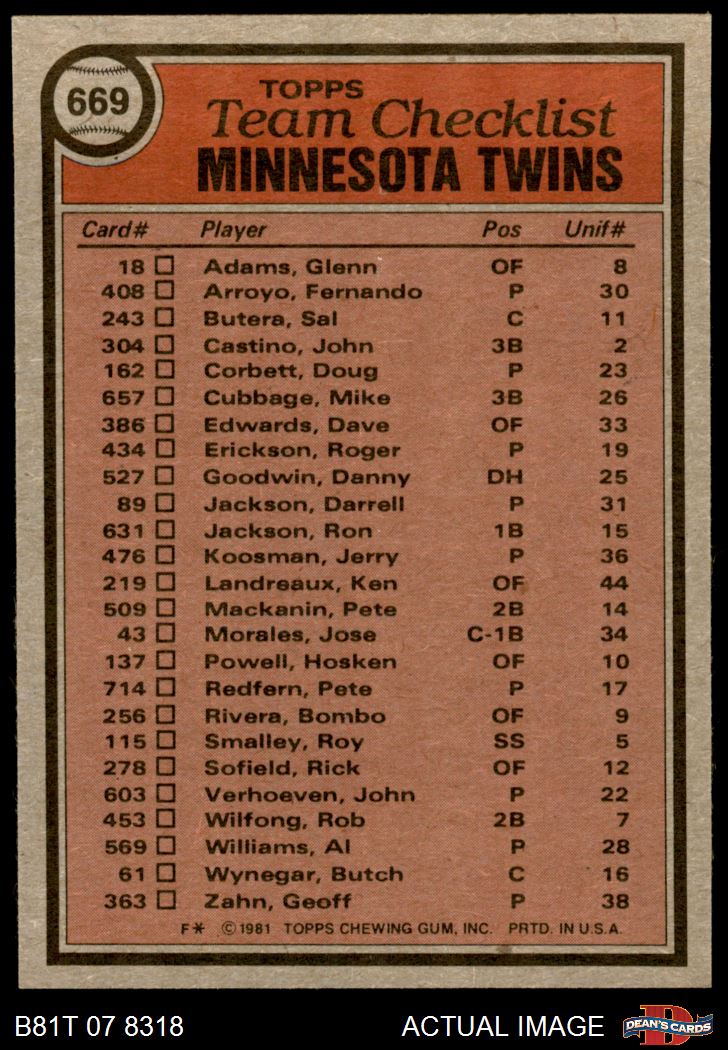 669
TOPPS
Team Checklist
MINNESOTA TWINS
Card# Player Pos Unif#
18 □ Adams, Glenn OF 8
408 □ Arroyo, Fernando P 30
243 □ Butera, Sal C 11
304 □ Castino, John 3B 2
162 □ Corbett, Doug P 23
657 □ Cubbage, Mike 3B 26
386 □ Edwards, Dave OF 33
434 □ Erickson, Roger P 19
527 □ Goodwin, Danny DH 25
89 □ Jackson, Darrell P 31
631 □ Jackson, Ron 1B 15
476 □ Koosman, Jerry P 36
219 □ Landreaux, Ken OF 44
509 □ Mackanin, Pete 2B 14
43 □ Morales, Jose C-1B 34
137 □ Powell, Hosken OF 10
714 □ Redfern, Pete P 17
256 □ Rivera, Bombo OF 9
115 □ Smalley, Roy SS 5
278 □ Sofield, Rick OF 12
603 □ Verhoeven, John P 22
453 □ Wilfong, Rob 2B 7
569 □ Williams, Al P 28
61 □ Wynegar, Butch C 16
363 □ Zahn, Geoff P 38
F* © 1981 TOPPS CHEWING GUM, INC. PRTD. IN U.S.A.
B81T 07 8318 ACTUAL IMAGE D DEAN'S CARDS